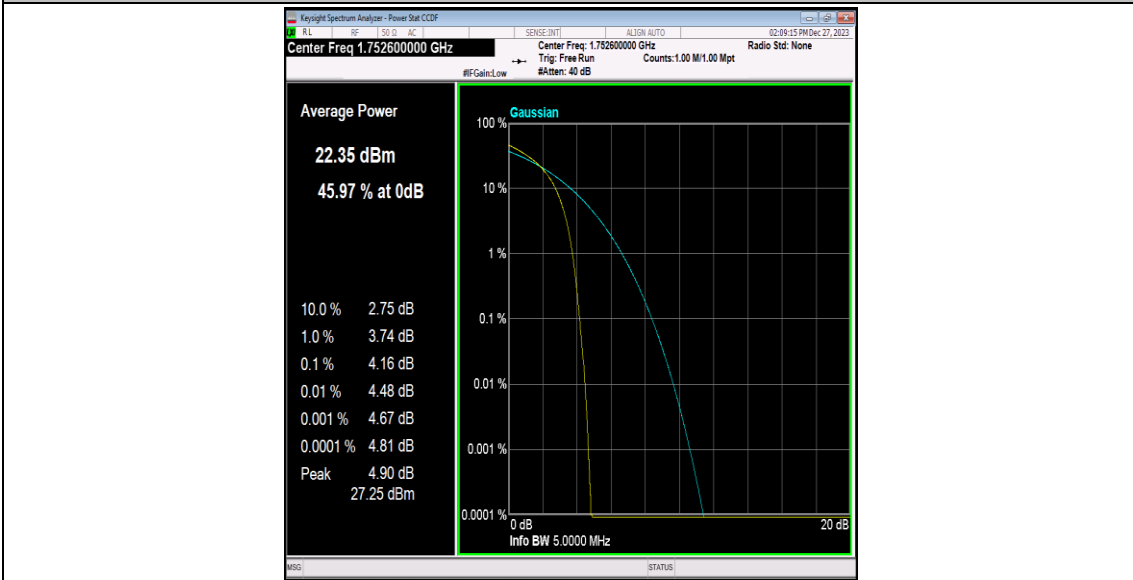 Keysight Spectrum Analyzer - Power Stat CCDF
RL RF 50 Ω AC SENSE:INT ALIGN AUTO 02:09:15 PM Dec 27, 2023
Center Freq 1.752600000 GHz Center Freq: 1.752600000 GHz Radio Std: None
Trig: Free Run Counts:1.00 M/1.00 Mpt
#IFGain:Low #Atten: 40 dB
Average Power
22.35 dBm
45.97 % at 0dB
10.0 % 2.75 dB
1.0 % 3.74 dB
0.1 % 4.16 dB
0.01 % 4.48 dB
0.001 % 4.67 dB
0.0001 % 4.81 dB
Peak 4.90 dB
27.25 dBm
Gaussian
100 %
10 %
1 %
0.1 %
0.01 %
0.001 %
0.0001 %
0 dB 20 dB
Info BW 5.0000 MHz
MSG STATUS